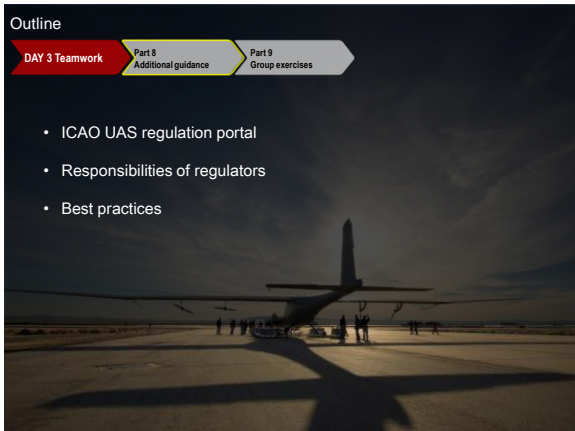 Outline
DAY 3 Teamwork
Part 8
Additional guidance
Part 9
Group exercises
• ICAO UAS regulation portal
• Responsibilities of regulators
• Best practices